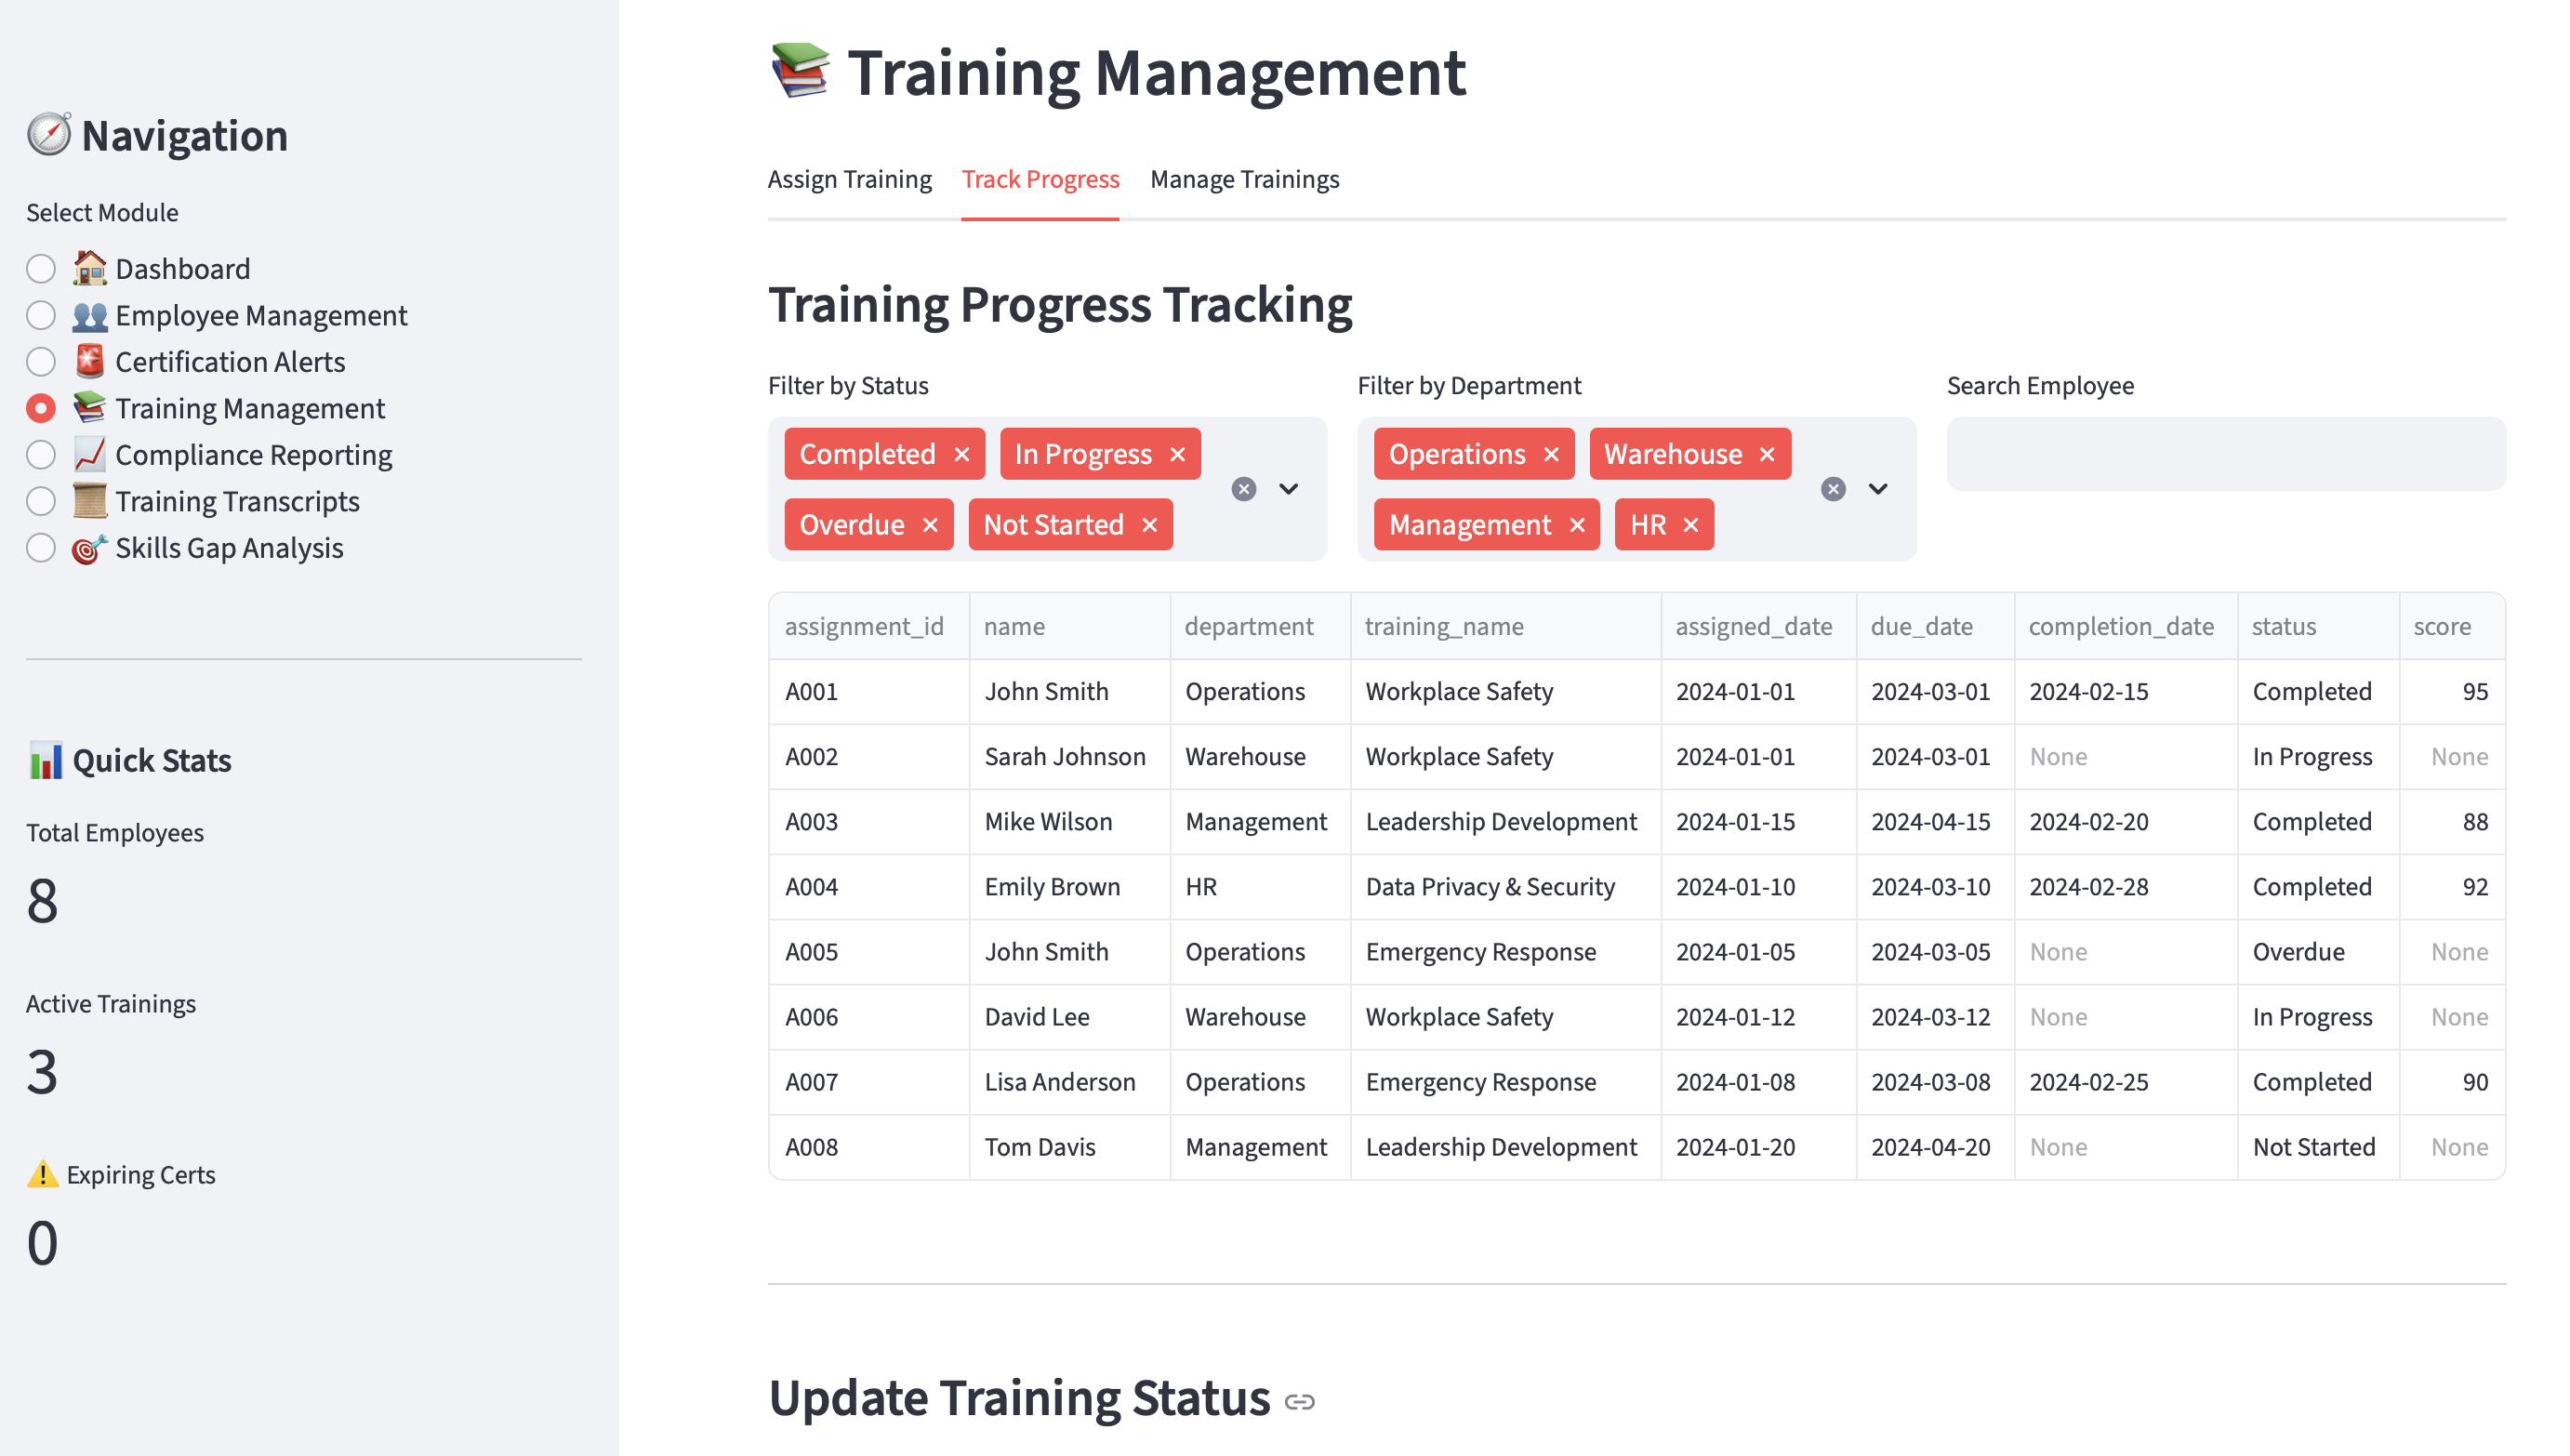 Navigation
Select Module
Dashboard
Employee Management
Certification Alerts
Training Management
Compliance Reporting
Training Transcripts
Skills Gap Analysis
Quick Stats
Total Employees
8
Active Trainings
3
Expiring Certs
0
Training Management
Assign Training Track Progress Manage Trainings
Training Progress Tracking
Filter by Status Filter by Department Search Employee
Completed In Progress Operations Warehouse
Overdue Not Started Management HR
assignment_id name department training_name assigned_date due_date completion_date status score
A001 John Smith Operations Workplace Safety 2024-01-01 2024-03-01 2024-02-15 Completed 95
A002 Sarah Johnson Warehouse Workplace Safety 2024-01-01 2024-03-01 None In Progress None
A003 Mike Wilson Management Leadership Development 2024-01-15 2024-04-15 2024-02-20 Completed 88
A004 Emily Brown HR Data Privacy & Security 2024-01-10 2024-03-10 2024-02-28 Completed 92
A005 John Smith Operations Emergency Response 2024-01-05 2024-03-05 None Overdue None
A006 David Lee Warehouse Workplace Safety 2024-01-12 2024-03-12 None In Progress None
A007 Lisa Anderson Operations Emergency Response 2024-01-08 2024-03-08 2024-02-25 Completed 90
A008 Tom Davis Management Leadership Development 2024-01-20 2024-04-20 None Not Started None
Update Training Status